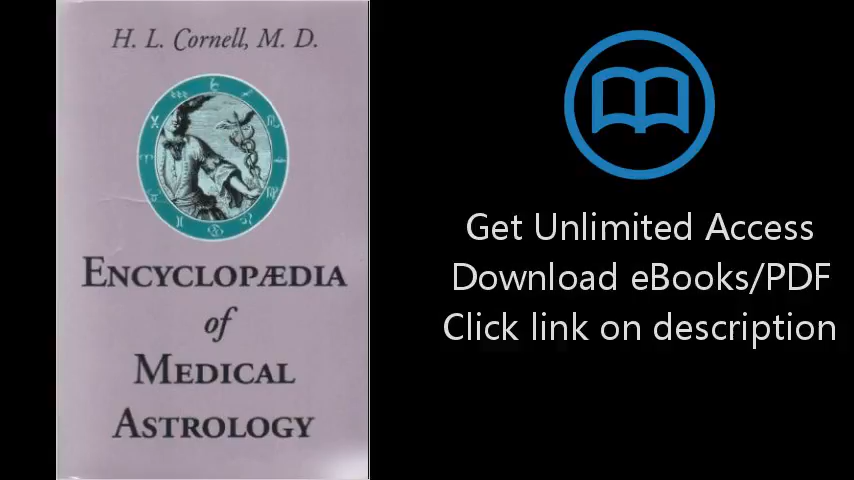 H. L. Cornell, M. D.
ENCYCLOPÆDIA
of
MEDICAL
ASTROLOGY
Get Unlimited Access
Download eBooks/PDF
Click link on description